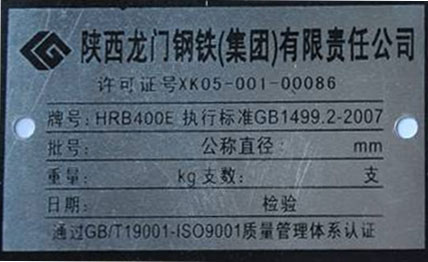 陕西龙门钢铁(集团)有限责任公司
许可证号XK05-001-00086
牌号: HRB400E 执行标准GB1499.2-2007
批号: 公称直径: mm
重量: kg 支数: 支
日期: 检验
通过GB/T19001-ISO9001质量管理体系认证